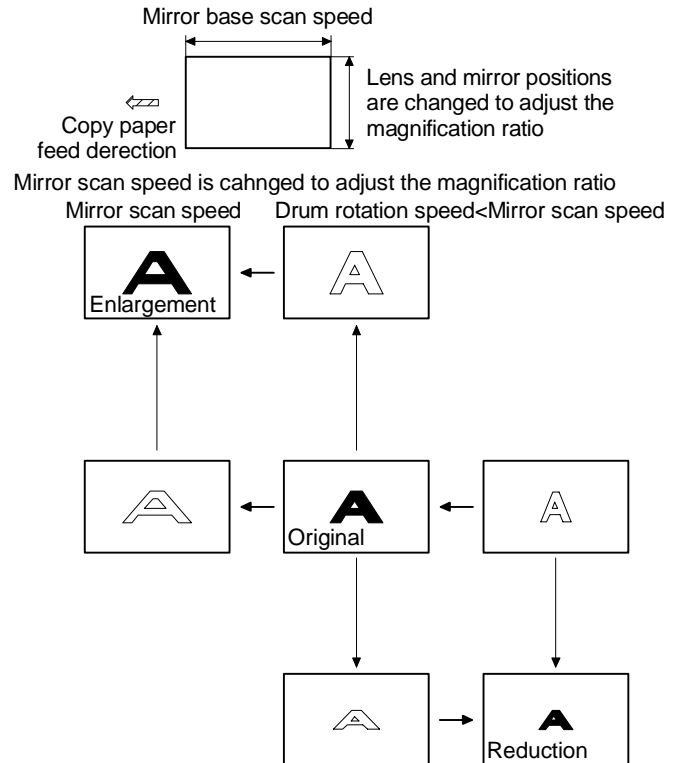 Mirror base scan speed
Lens and mirror positions
are changed to adjust the
magnification ratio
Copy paper
feed derection
Mirror scan speed is cahnged to adjust the magnification ratio
Mirror scan speed
Drum rotation speed<Mirror scan speed
A
Enlargement
A
A
A
Original
A
A
A
Reduction